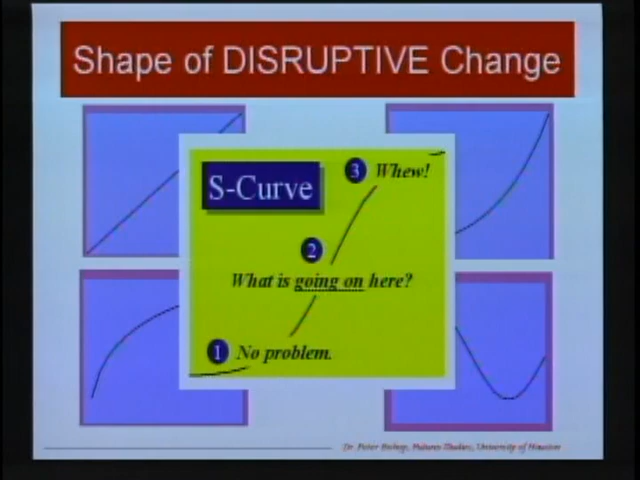 Shape of DISRUPTIVE Change
S-Curve
3 Whew!
2
What is going on here?
1 No problem.
Dr. Peter Bishop, Futures Studies, University of Houston